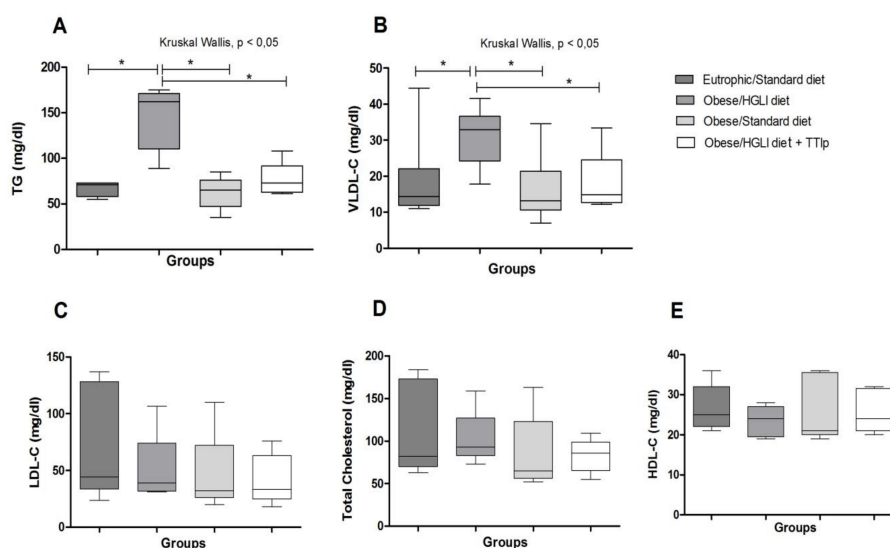 A
Kruskal Wallis, p < 0,05
* *
*
200
150
100
50
0
TG (mg/dl)
Groups
B
Kruskal Wallis, p < 0,05
* *
*
50
40
30
20
10
0
VLDL-C (mg/dl)
Groups
Eutrophic/Standard diet
Obese/HGLI diet
Obese/Standard diet
Obese/HGLI diet + TTIp
C
150
100
50
0
LDL-C (mg/dl)
Groups
D
200
150
100
50
0
Total Cholesterol (mg/dl)
Groups
E
40
30
20
10
0
HDL-C (mg/dl)
Groups